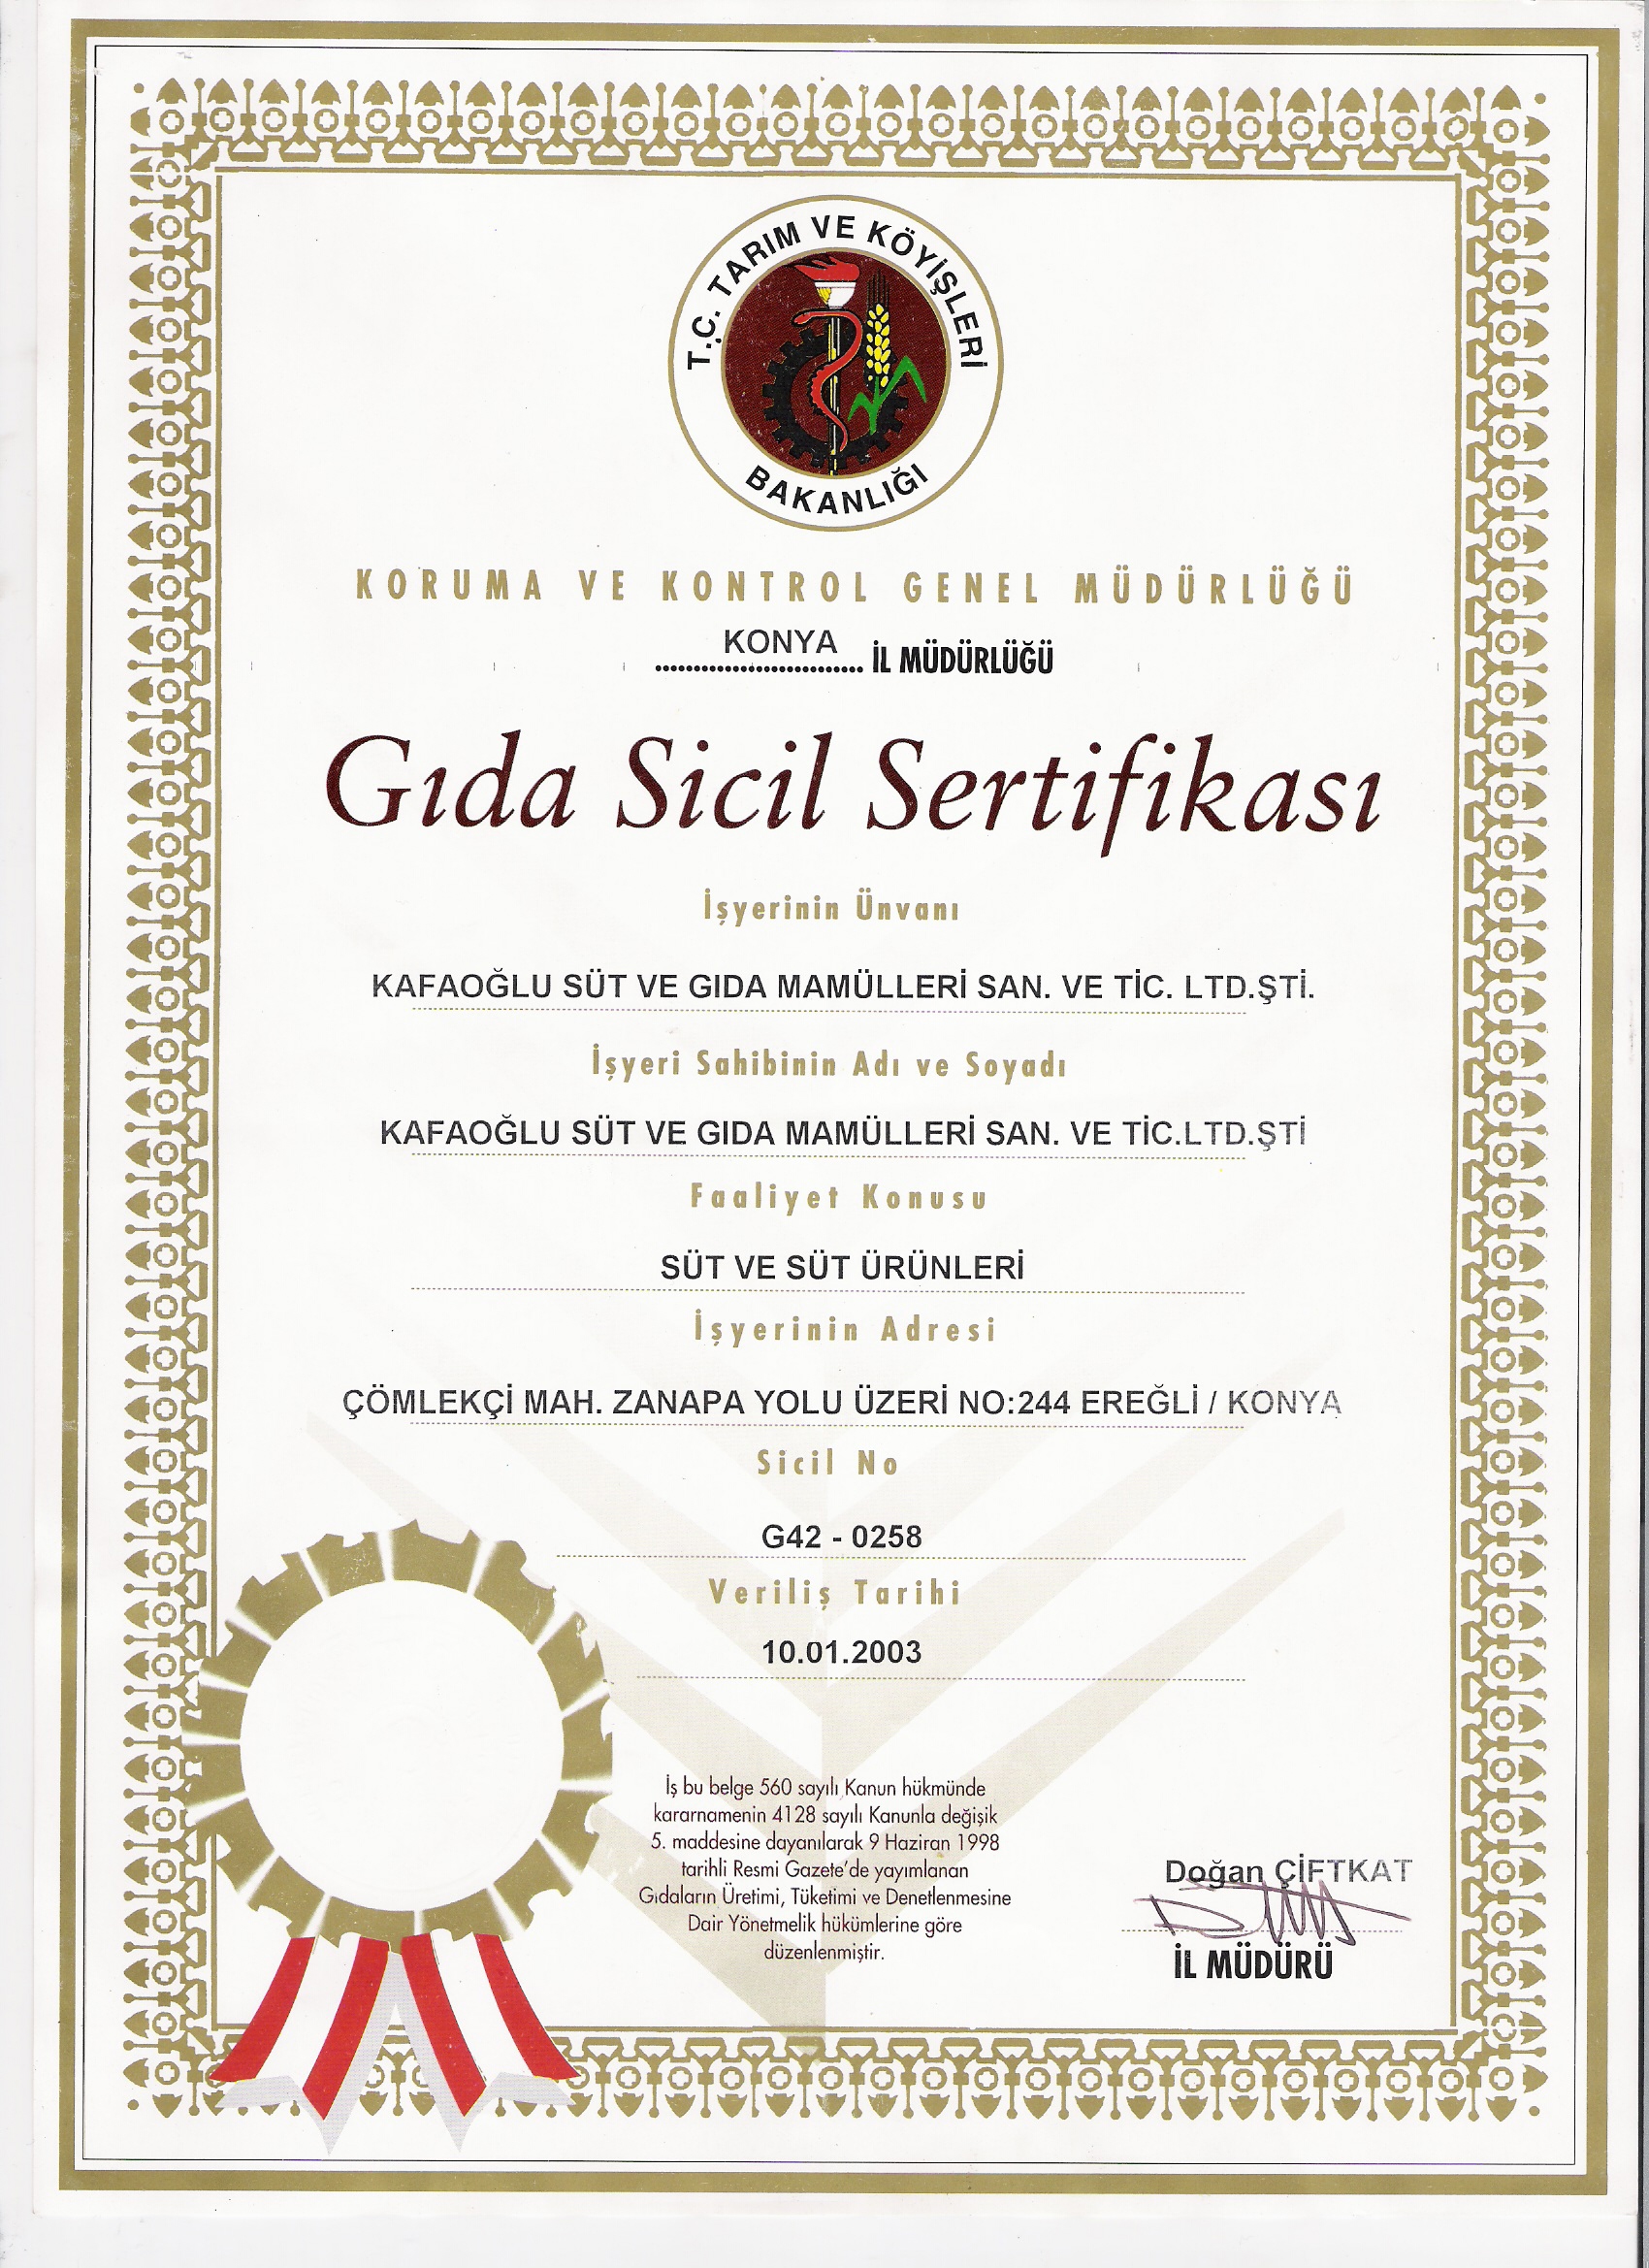 T.C. TARIM VE KÖYİŞLERİ
BAKANLIĞI
KORUMA VE KONTROL GENEL MÜDÜRLÜĞÜ
KONYA
........................... İL MÜDÜRLÜĞÜ
Gıda Sicil Sertifikası
İşyerinin Ünvanı
KAFAOĞLU SÜT VE GIDA MAMÜLLERİ SAN. VE TİC. LTD.ŞTİ.
İşyeri Sahibinin Adı ve Soyadı
KAFAOĞLU SÜT VE GIDA MAMÜLLERİ SAN. VE TİC.LTD.ŞTİ
Faaliyet Konusu
SÜT VE SÜT ÜRÜNLERİ
İşyerinin Adresi
ÇÖMLEKÇİ MAH. ZANAPA YOLU ÜZERİ NO:244 EREĞLİ / KONYA
Sicil No
G42 - 0258
Veriliş Tarihi
10.01.2003
İş bu belge 560 sayılı Kanun hükmünde
kararnamenin 4128 sayılı Kanunla değişik
5. maddesine dayanılarak 9 Haziran 1998
tarihli Resmi Gazete'de yayımlanan
Gıdaların Üretimi, Tüketimi ve Denetlenmesine
Dair Yönetmelik hükümlerine göre
düzenlenmiştir.
Doğan ÇİFTKAT
İL MÜDÜRÜ